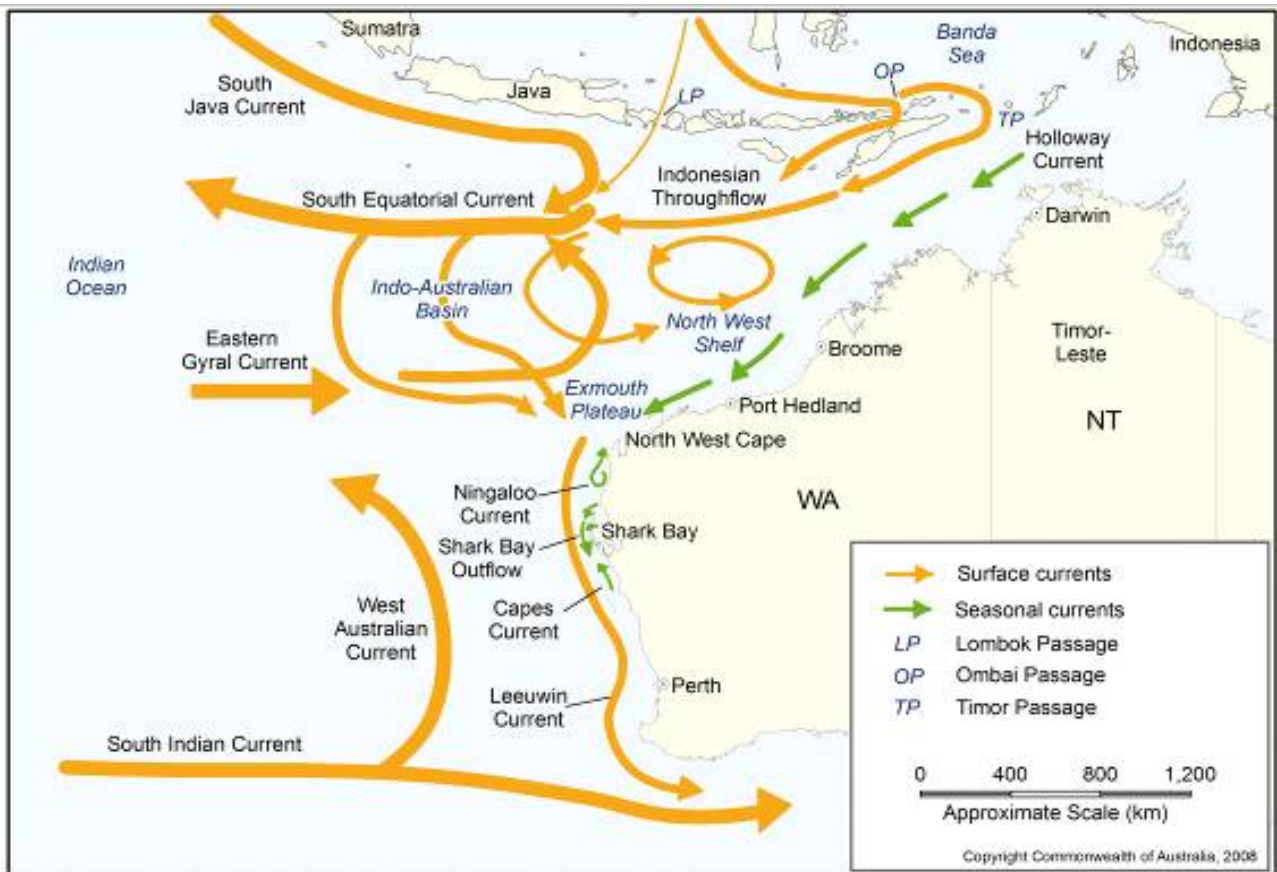 Sumatra
Banda
Sea
Indonesia
South
Java Current
Java
LP
OP
TP
Holloway
Current
Indonesian
Throughflow
South Equatorial Current
Darwin
Indian
Ocean
Indo-Australian
Basin
North West
Shelf
Timor-
Leste
Eastern
Gyral Current
Broome
Exmouth
Plateau
Port Hedland
NT
North West Cape
Ningaloo
Current
WA
Shark Bay
Shark Bay
Outflow
Capes
Current
West
Australian
Current
Leeuwin
Current
Perth
South Indian Current
Surface currents
Seasonal currents
LP Lombok Passage
OP Ombai Passage
TP Timor Passage
0 400 800 1,200
Approximate Scale (km)
Copyright Commonwealth of Australia, 2008